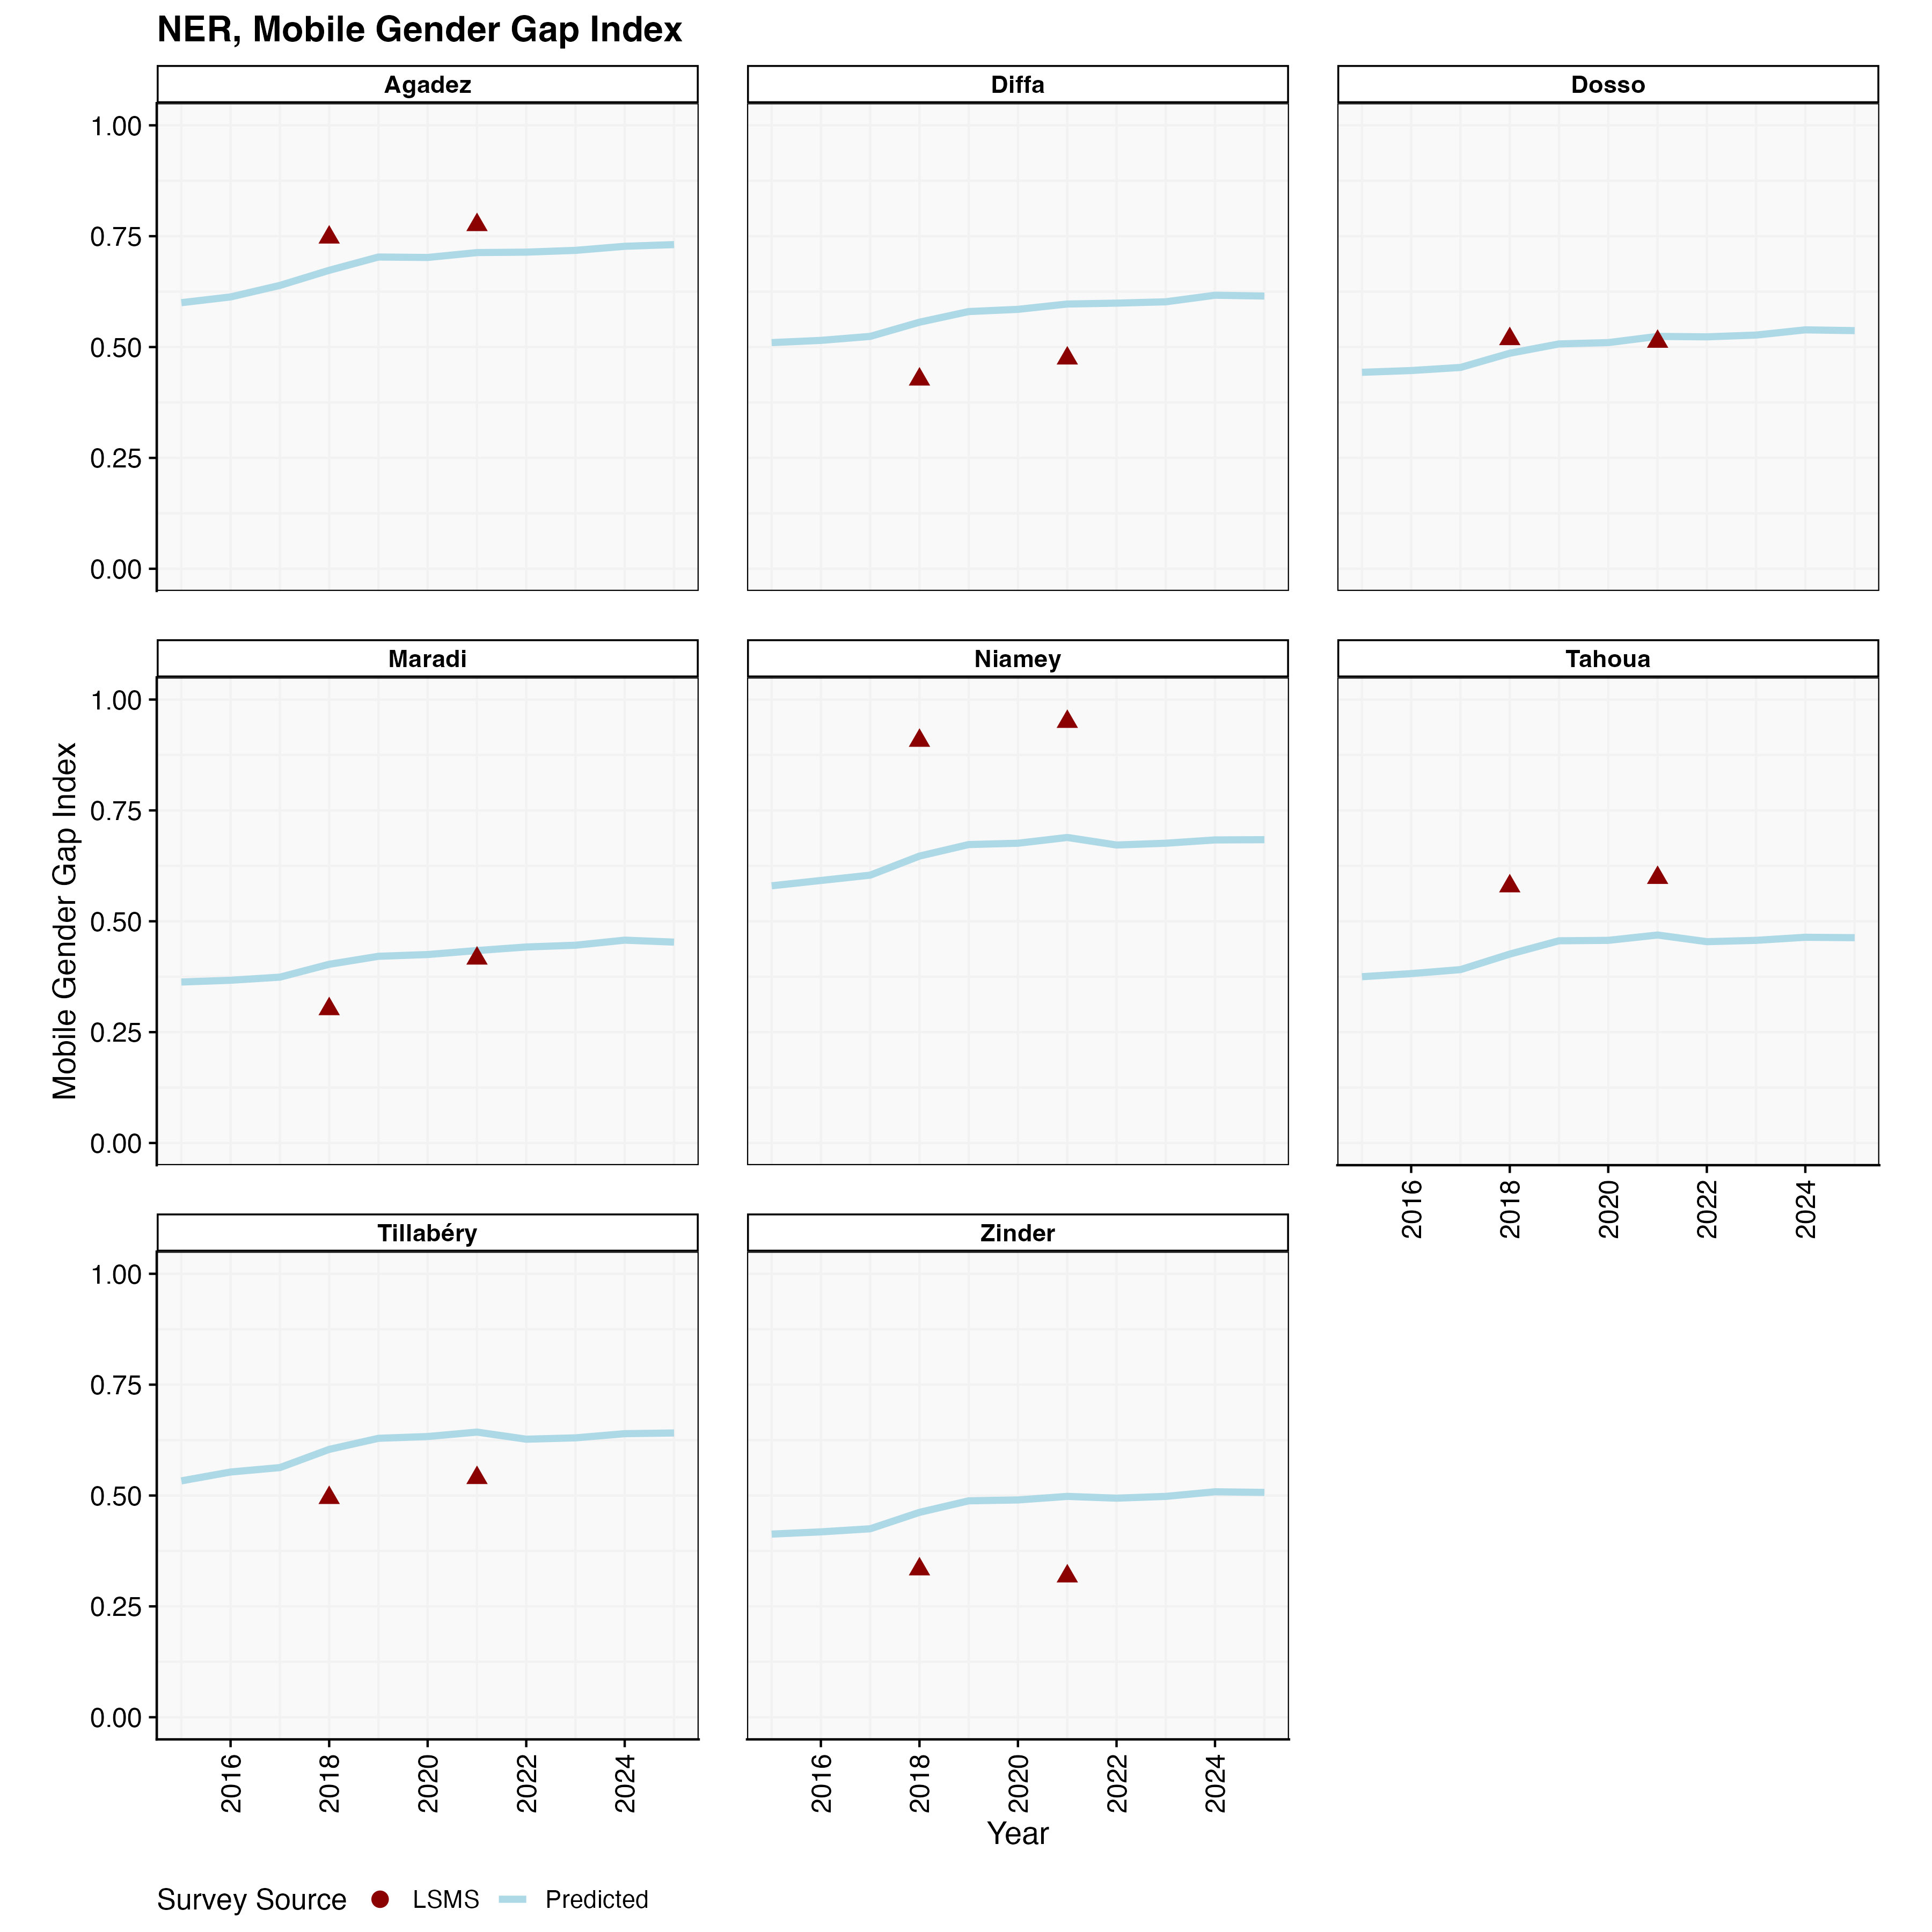 NER, Mobile Gender Gap Index
Agadez
Diffa
Dosso
1.00
0.75
0.50
0.25
0.00
Maradi
Niamey
Tahoua
1.00
0.75
0.50
0.25
0.00
2016
2018
2020
2022
2024
Mobile Gender Gap Index
Tillabéry
Zinder
1.00
0.75
0.50
0.25
0.00
2016
2018
2020
2022
2024
2016
2018
2020
2022
2024
Year
Survey Source LSMS Predicted